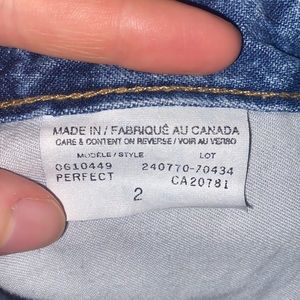 MADE IN / FABRIQUÉ AU CANADA
CARE & CONTENT ON REVERSE / VOIR AU VERSO
MODÈLE / STYLE LOT
0610449 240770-70434
PERFECT CA20781
2